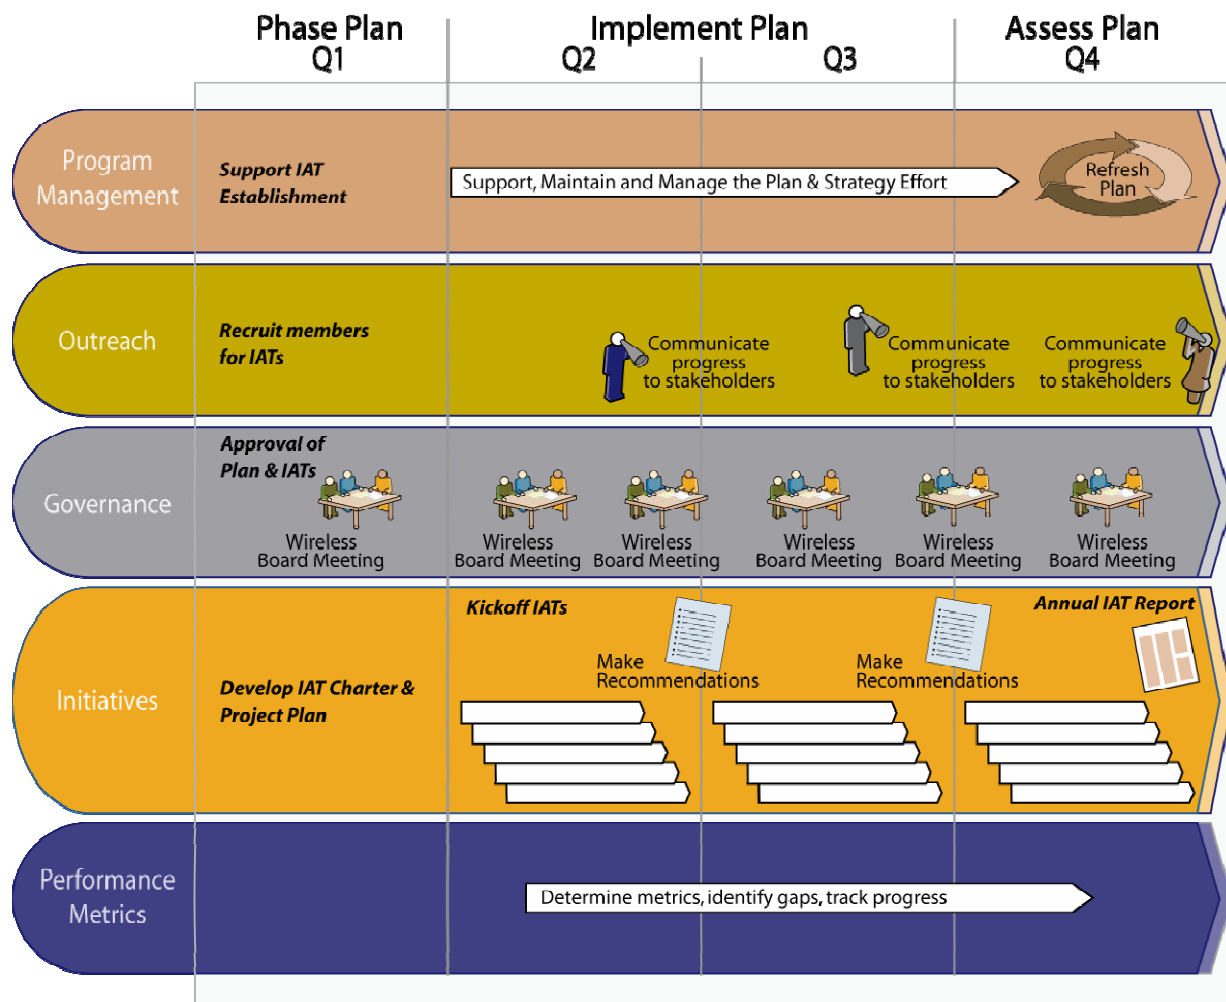 Phase Plan
Q1
Implement Plan
Q2
Q3
Assess Plan
Q4
Program
Management
Support IAT
Establishment
Support, Maintain and Manage the Plan & Strategy Effort
Refresh
Plan
Outreach
Recruit members
for IATs
Communicate
progress
to stakeholders
Communicate
progress
to stakeholders
Communicate
progress
to stakeholders
Governance
Approval of
Plan & IATs
Wireless
Board Meeting
Wireless
Board Meeting
Wireless
Board Meeting
Wireless
Board Meeting
Wireless
Board Meeting
Wireless
Board Meeting
Initiatives
Develop IAT Charter &
Project Plan
Kickoff IATs
Make
Recommendations
Make
Recommendations
Annual IAT Report
Performance
Metrics
Determine metrics, identify gaps, track progress